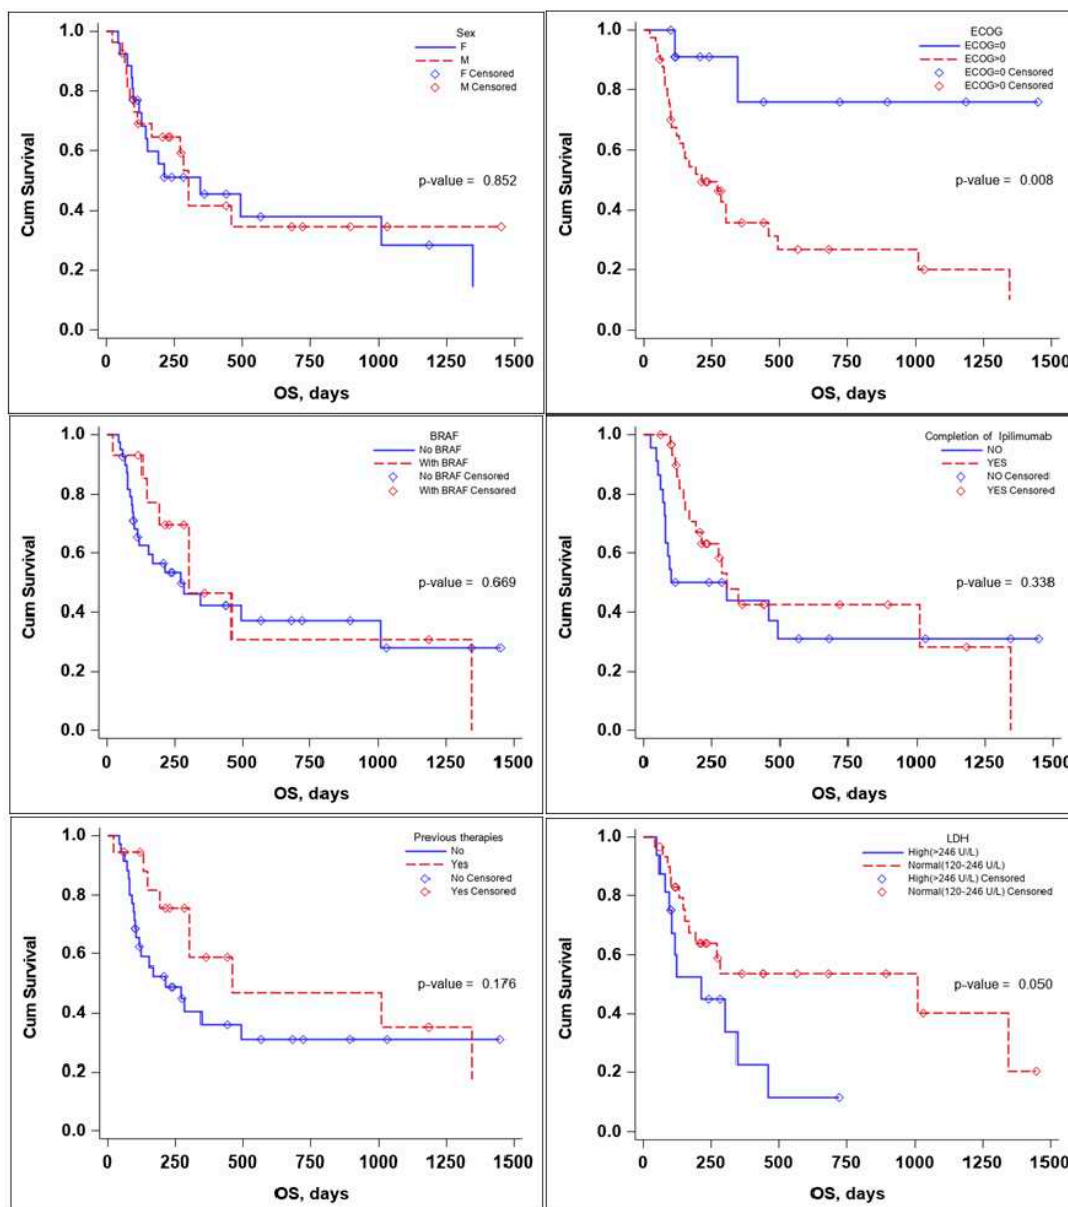 Sex
F
M
F Censored
M Censored
p-value = 0.852
Cum Survival
1.0
0.8
0.6
0.4
0.2
0.0
0 250 500 750 1000 1250 1500
OS, days
ECOG
ECOG=0
ECOG>0
ECOG=0 Censored
ECOG>0 Censored
p-value = 0.008
Cum Survival
1.0
0.8
0.6
0.4
0.2
0.0
0 250 500 750 1000 1250 1500
OS, days
BRAF
No BRAF
With BRAF
No BRAF Censored
With BRAF Censored
p-value = 0.669
Cum Survival
1.0
0.8
0.6
0.4
0.2
0.0
0 250 500 750 1000 1250 1500
OS, days
Completion of Ipilimumab
NO
YES
NO Censored
YES Censored
p-value = 0.338
Cum Survival
1.0
0.8
0.6
0.4
0.2
0.0
0 250 500 750 1000 1250 1500
OS, days
Previous therapies
No
Yes
No Censored
Yes Censored
p-value = 0.176
Cum Survival
1.0
0.8
0.6
0.4
0.2
0.0
0 250 500 750 1000 1250 1500
OS, days
LDH
High(>246 U/L)
Normal(120-246 U/L)
High(>246 U/L) Censored
Normal(120-246 U/L) Censored
p-value = 0.050
Cum Survival
1.0
0.8
0.6
0.4
0.2
0.0
0 250 500 750 1000 1250 1500
OS, days